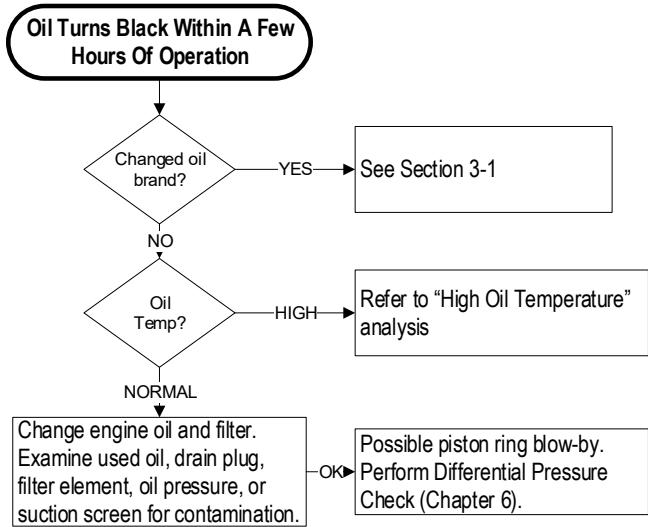 Oil Turns Black Within A Few
Hours Of Operation
Changed oil
brand?
YES
See Section 3-1
NO
Oil
Temp?
HIGH
Refer to “High Oil Temperature”
analysis
NORMAL
Change engine oil and filter.
Examine used oil, drain plug,
filter element, oil pressure, or
suction screen for contamination.
OK
Possible piston ring blow-by.
Perform Differential Pressure
Check (Chapter 6).